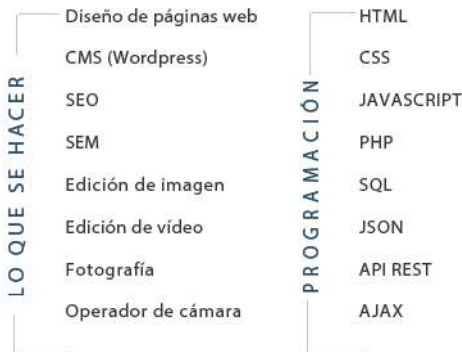 LO QUE SE HACER
Diseño de páginas web
CMS (Wordpress)
SEO
SEM
Edición de imagen
Edición de vídeo
Fotografía
Operador de cámara
PROGRAMACIÓN
HTML
CSS
JAVASCRIPT
PHP
SQL
JSON
API REST
AJAX